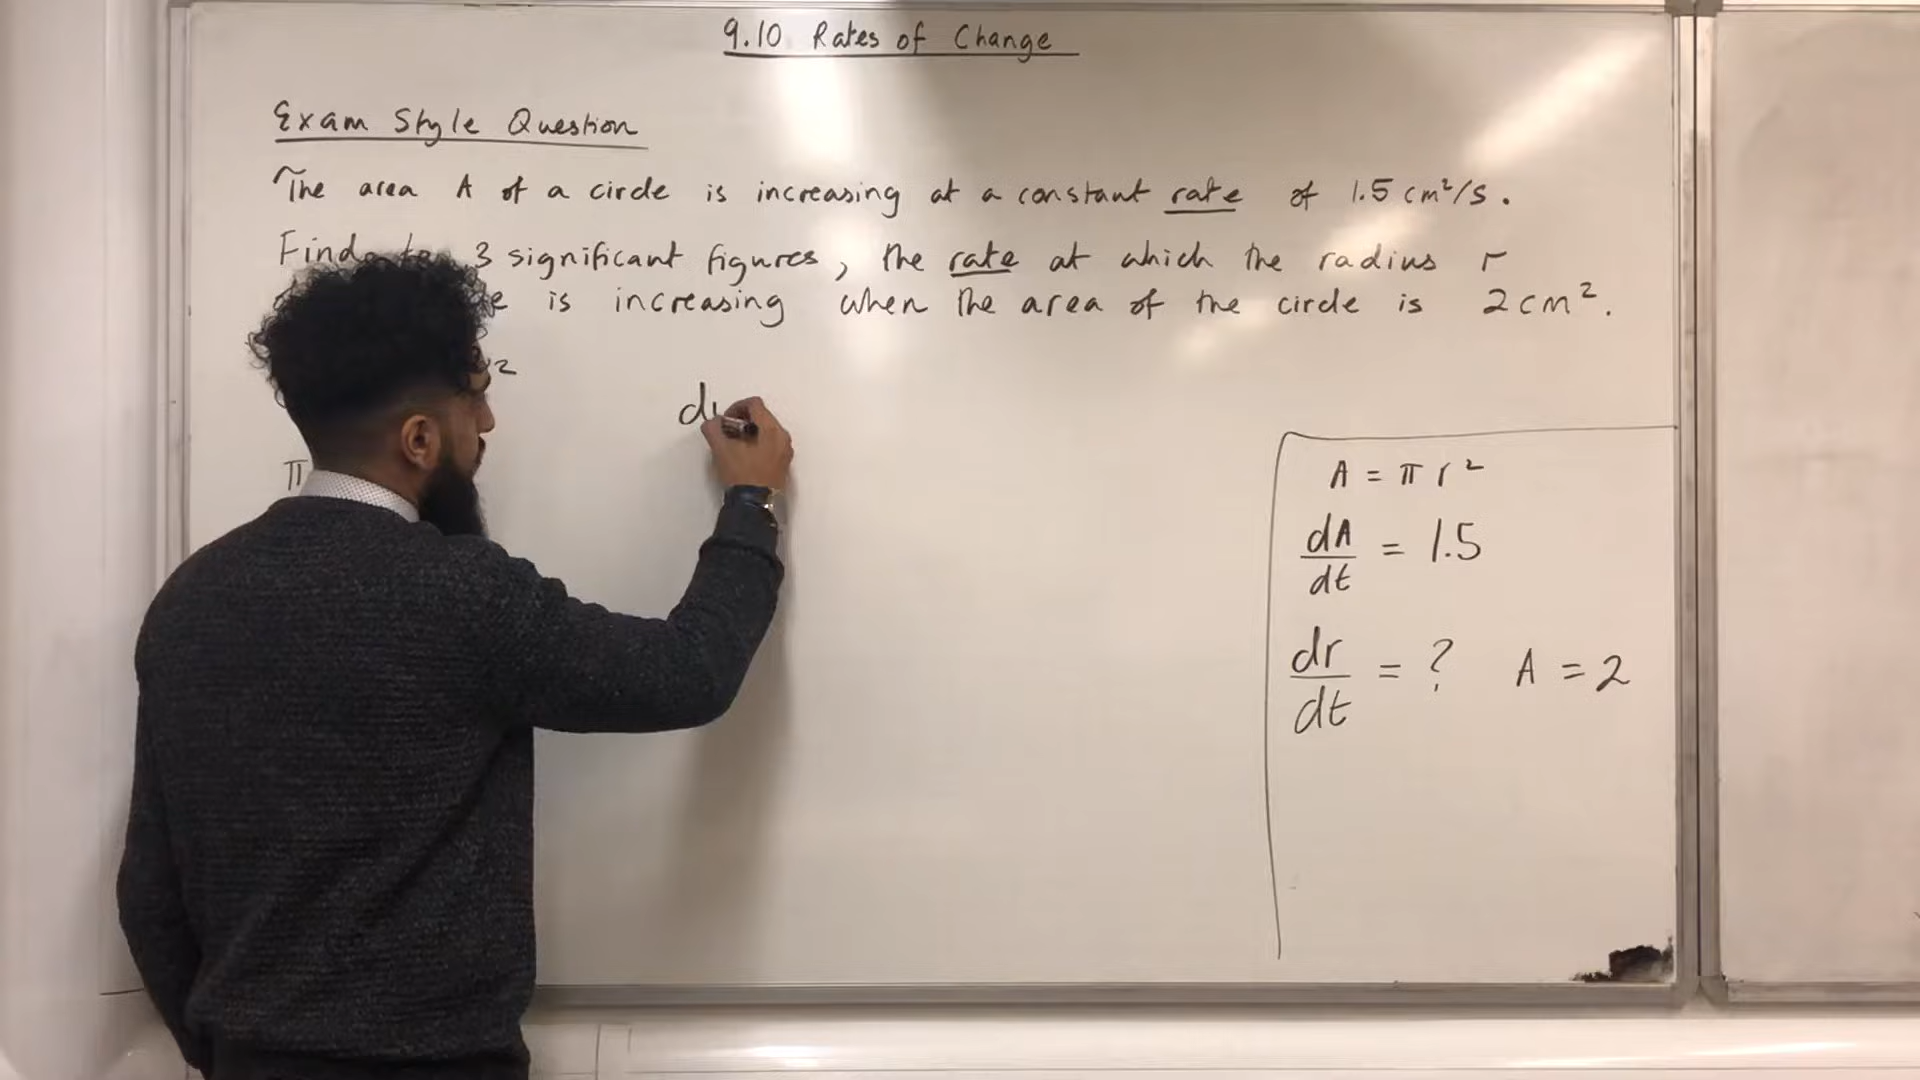 9.10 Rates of Change
Exam Style Question
The area A of a circle is increasing at a constant rate of 1.5 cm²/s.
Find 3 significant figures, the rate at which the radius r
is increasing when the area of the circle is 2cm².
2
d
π
A = πr²
dA/dt = 1.5
dr/dt = ? A = 2